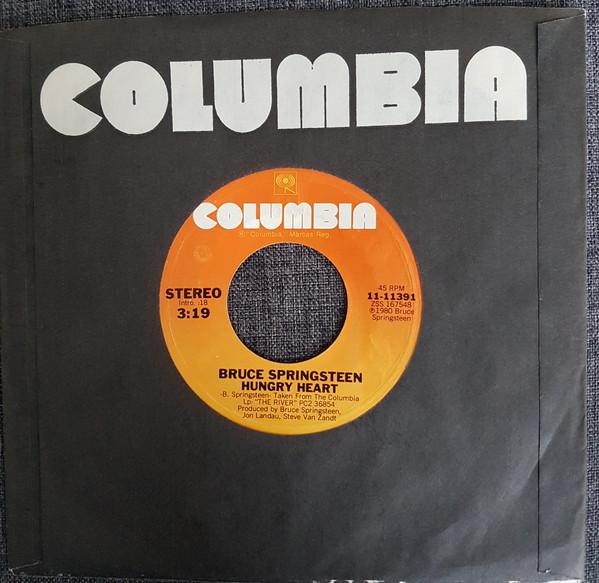 COLUMBIA
COLUMBIA
® "Columbia," Marcas Reg.
STEREO
Intro. :18
3:19
45 RPM
11-11391
ZSS 167548
℗1980 Bruce
Springsteen
BRUCE SPRINGSTEEN
HUNGRY HEART
-B. Springsteen- Taken From The Columbia
Lp: "THE RIVER" PC2 36854
Produced by Bruce Springsteen,
Jon Landau, Steve Van Zandt